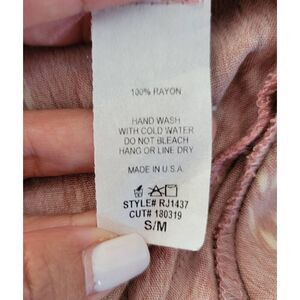 100% RAYON
HAND WASH
WITH COLD WATER
DO NOT BLEACH
HANG OR LINE DRY
MADE IN U.S.A.
STYLE# RJ1437
CUT# 180319
S/M